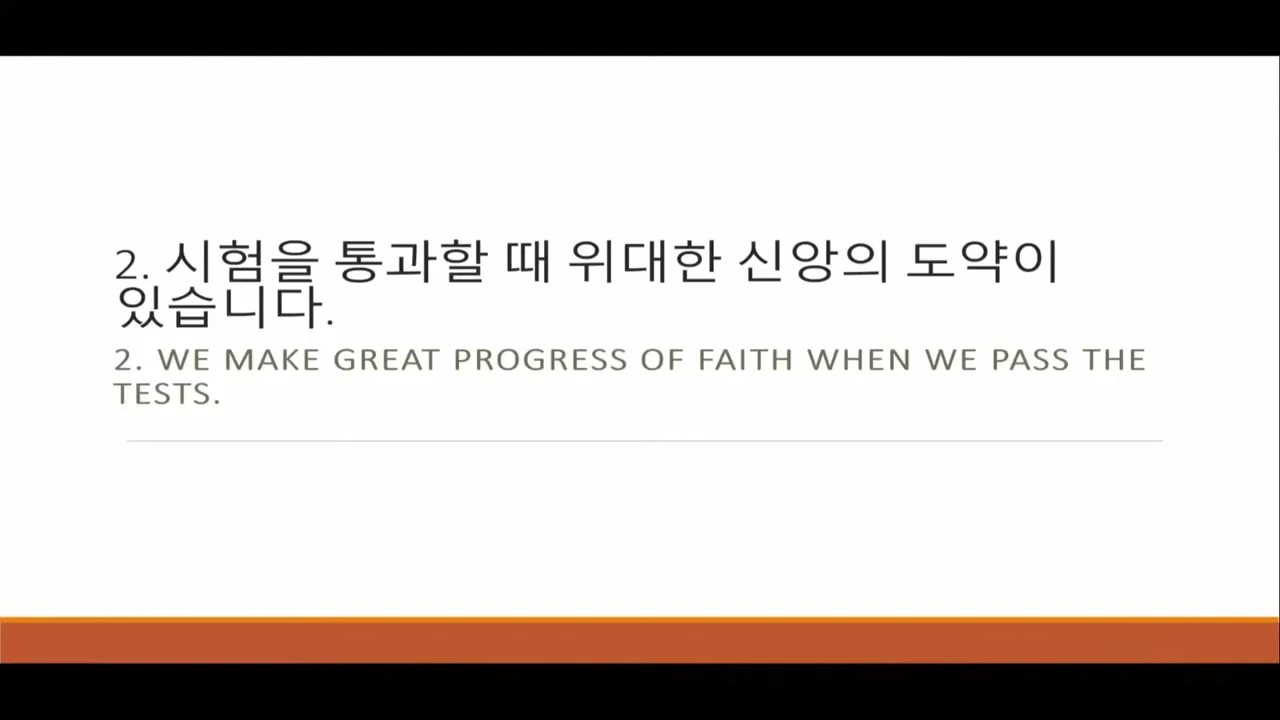 2. 시험을 통과할 때 위대한 신앙의 도약이
있습니다.
2. WE MAKE GREAT PROGRESS OF FAITH WHEN WE PASS THE
TESTS.